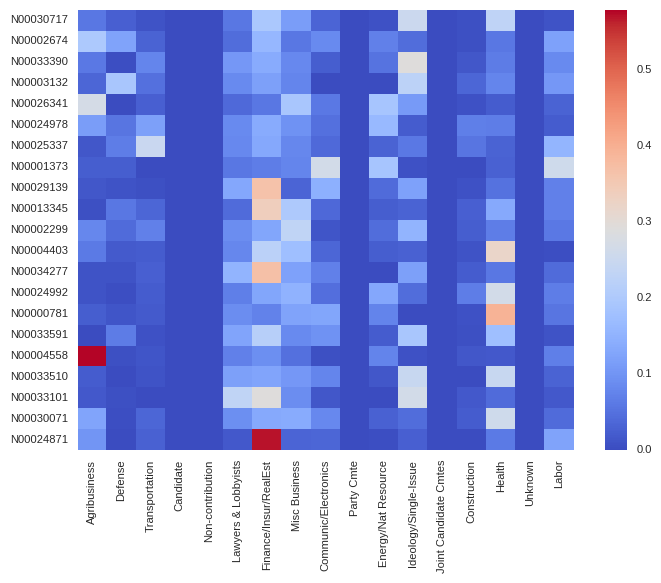 N00030717
N00002674
N00033390
N00003132
N00026341
N00024978
N00025337
N00001373
N00029139
N00013345
N00002299
N00004403
N00034277
N00024992
N00000781
N00033591
N00004558
N00033510
N00033101
N00030071
N00024871
Agribusiness
Defense
Transportation
Candidate
Non-contribution
Lawyers & Lobbyists
Finance/Insur/RealEst
Misc Business
Communic/Electronics
Party Cmte
Energy/Nat Resource
Ideology/Single-Issue
Joint Candidate Cmtes
Construction
Health
Unknown
Labor
0.5
0.4
0.3
0.2
0.1
0.0